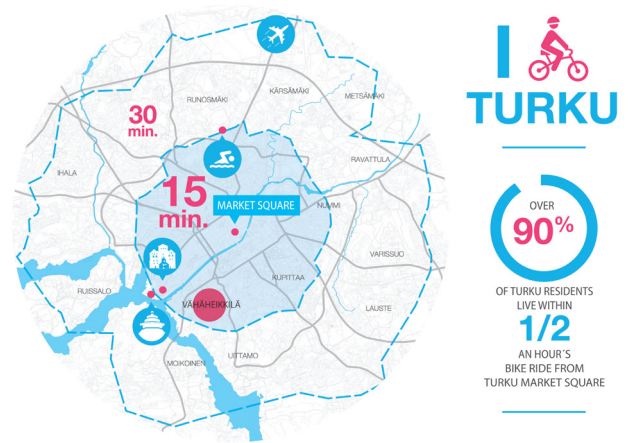 I
TURKU
30
min.
RUNOSMÄKI
KÄRSÄMÄKI
METSÄMÄKI
IHALA
RAVATTULA
15
min.
MARKET SQUARE
NUMMI
VARISSUO
KUPITTAA
RUISSALO
VÄHÄHEIKKILÄ
LAUSTE
UITTAMO
MOIKOINEN
OVER
90%
OF TURKU RESIDENTS
LIVE WITHIN
1/2
AN HOUR´S
BIKE RIDE FROM
TURKU MARKET SQUARE